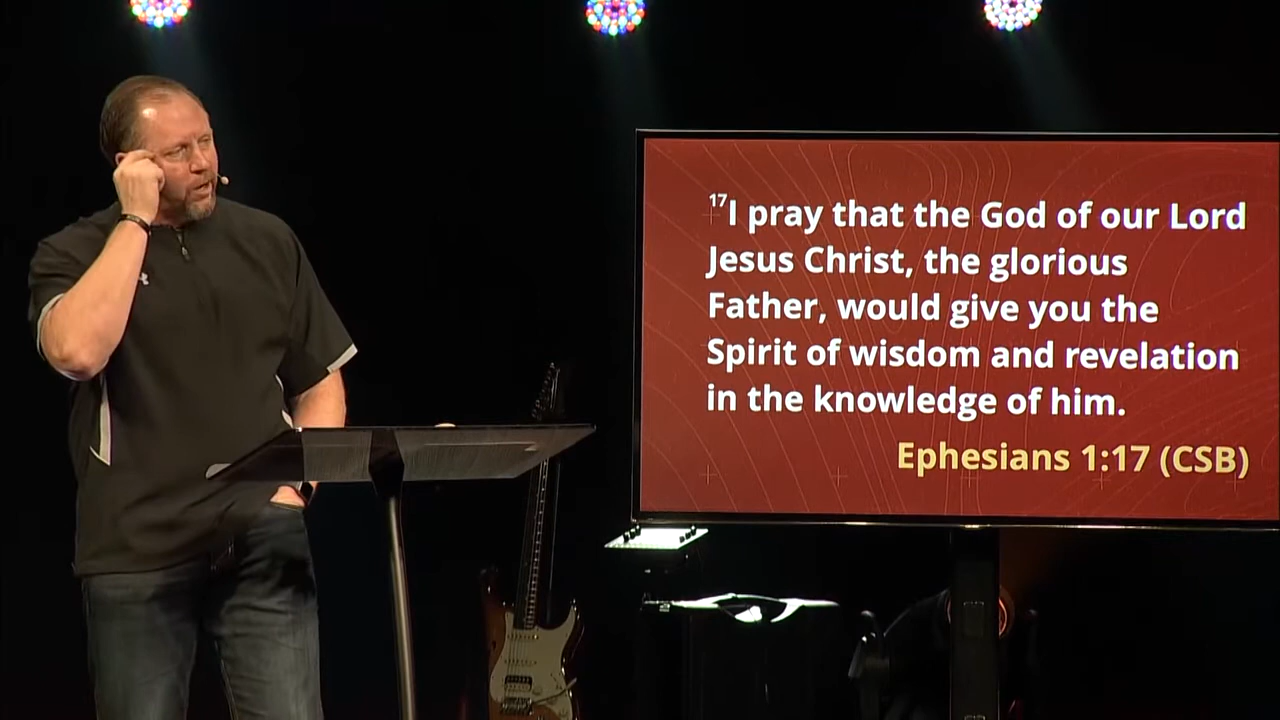 17I pray that the God of our Lord
Jesus Christ, the glorious
Father, would give you the
Spirit of wisdom and revelation
in the knowledge of him.
Ephesians 1:17 (CSB)